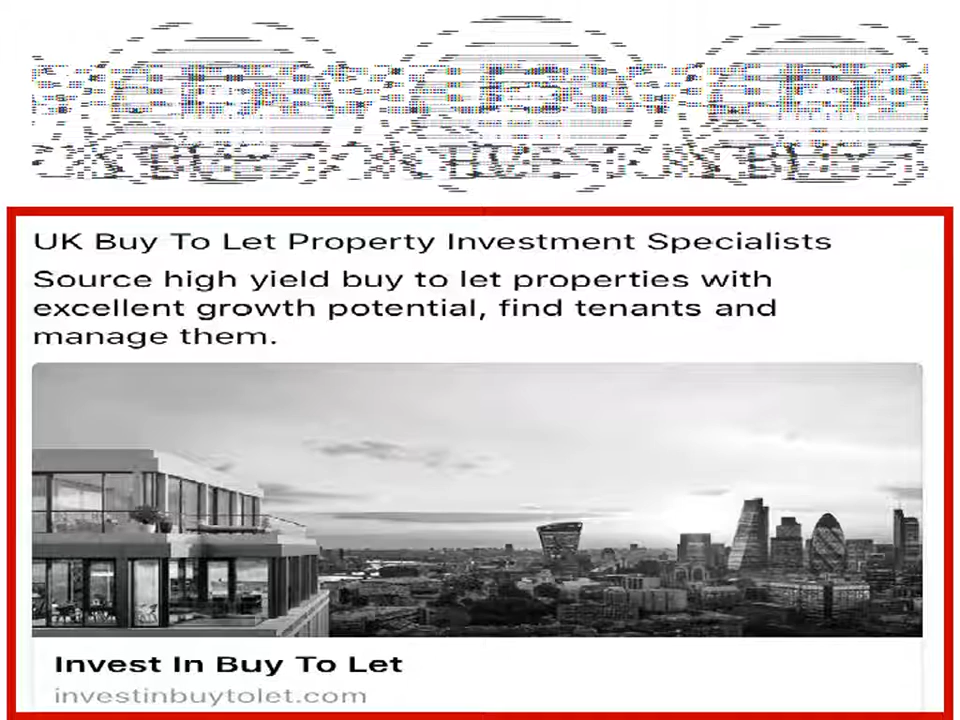 UK Buy To Let Property Investment Specialists
Source high yield buy to let properties with
excellent growth potential, find tenants and
manage them.
Invest In Buy To Let
investinbuytolet.com